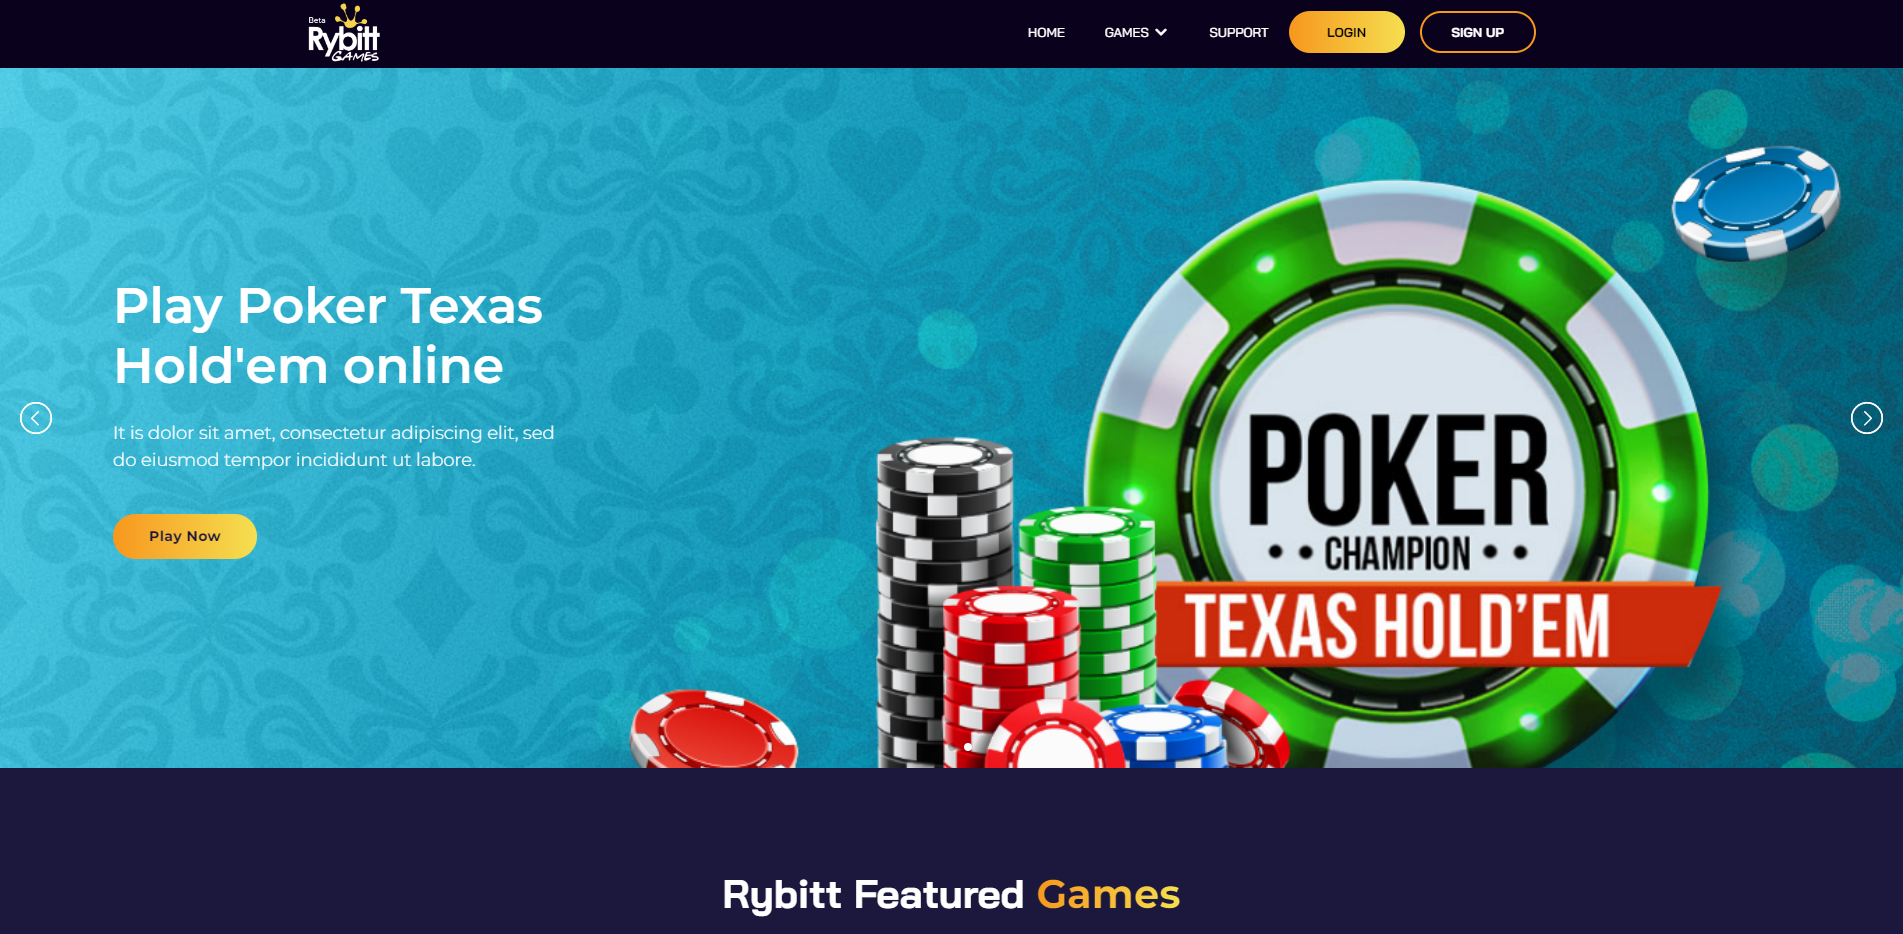 Beta
Rybitt
GAMES
HOME
GAMES
SUPPORT
LOGIN
SIGN UP
Play Poker Texas
Hold'em online
It is dolor sit amet, consectetur adipiscing elit, sed
do eiusmod tempor incididunt ut labore.
Play Now
POKER
CHAMPION
TEXAS HOLD'EM
Rybitt Featured Games